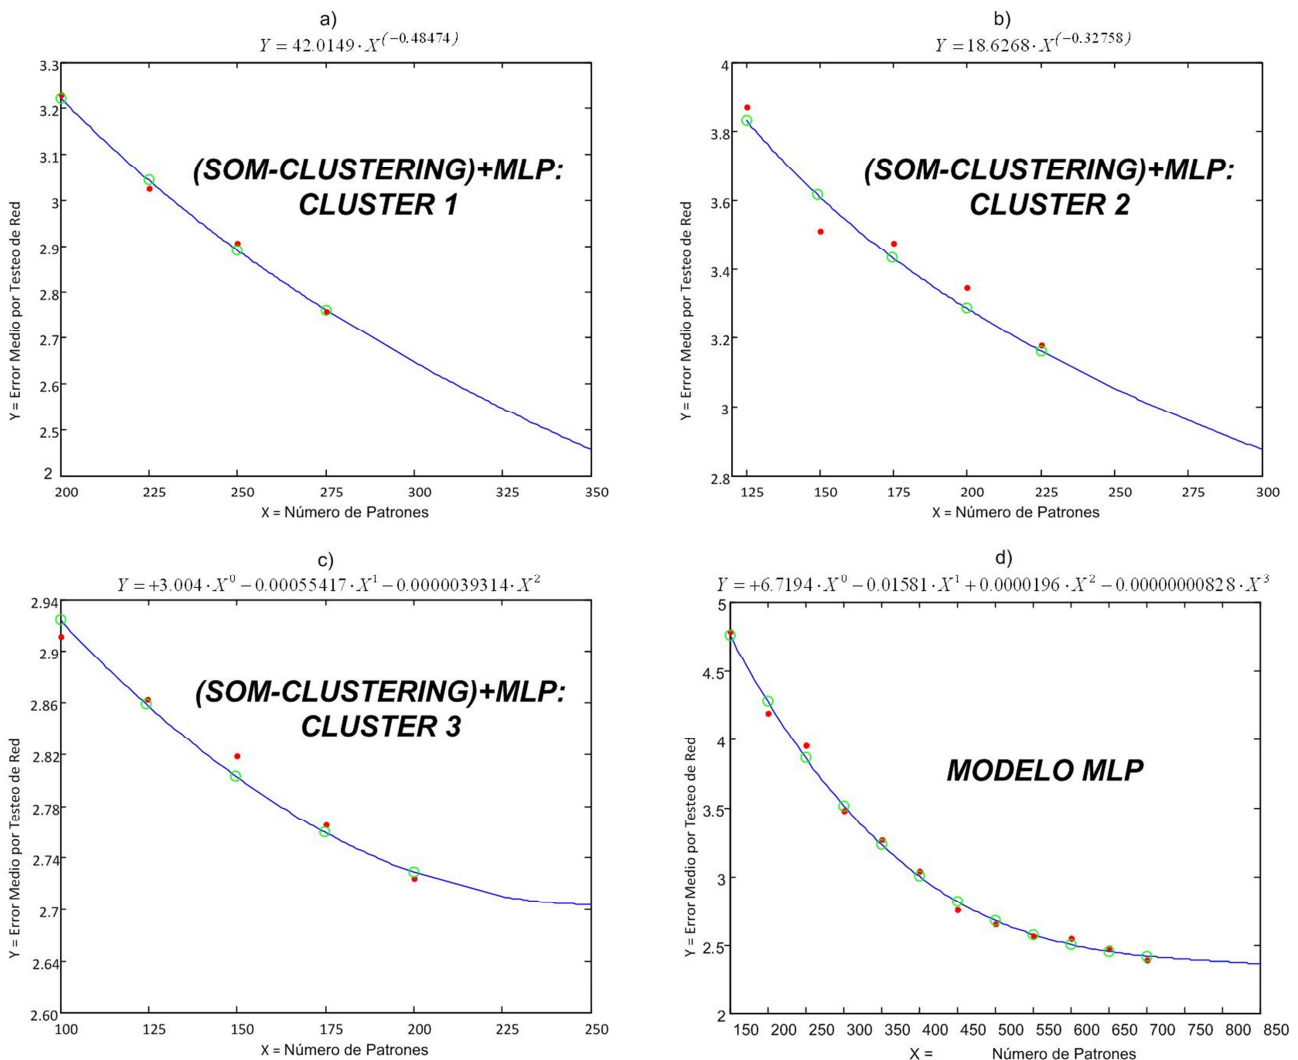 a)
Y = 42.0149 · X^(−0.48474)
3.3
3.2
3.1
3
2.9
2.8
2.7
2.6
2.5
2
Y = Error Medio por Testeo de Red
(SOM-CLUSTERING)+MLP:
CLUSTER 1
200 225 250 275 300 325 350
X = Número de Patrones
b)
Y = 18.6268 · X^(−0.32758)
4
3.8
3.6
3.4
3.2
3
2.8
Y = Error Medio por Testeo de Red
(SOM-CLUSTERING)+MLP:
CLUSTER 2
125 150 175 200 225 250 275 300
X = Número de Patrones
c)
Y = +3.004 · X^0 − 0.00055417 · X^1 − 0.0000039314 · X^2
2.94
2.9
2.86
2.82
2.78
2.74
2.7
2.64
2.60
Y = Error Medio por Testeo de Red
(SOM-CLUSTERING)+MLP:
CLUSTER 3
100 125 150 175 200 225 250
X = Número de Patrones
d)
Y = +6.7194 · X^0 − 0.01581 · X^1 + 0.0000196 · X^2 − 0.00000000828 · X^3
5
4.5
4
3.5
3
2.5
2
Y = Error Medio por Testeo de Red
MODELO MLP
150 200 250 300 350 400 450 500 550 600 650 700 750 800 850
X = Número de Patrones